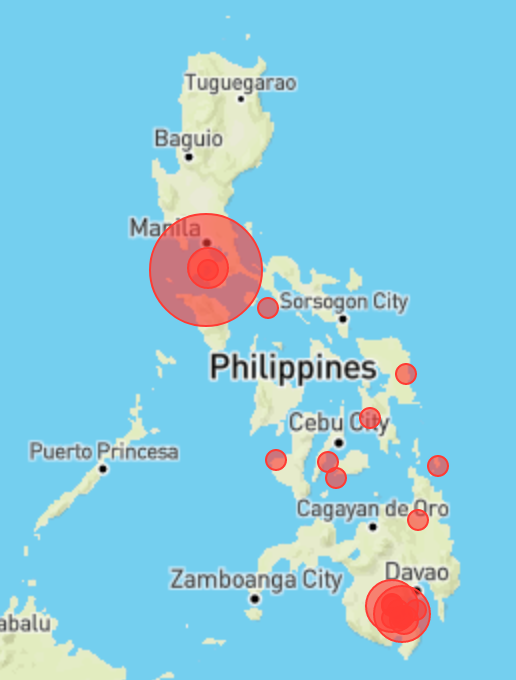 Tuguegarao
Baguio
Manila
Sorsogon City
Philippines
Cebu City
Puerto Princesa
Cagayan de Oro
Davao
Zamboanga City
abalu